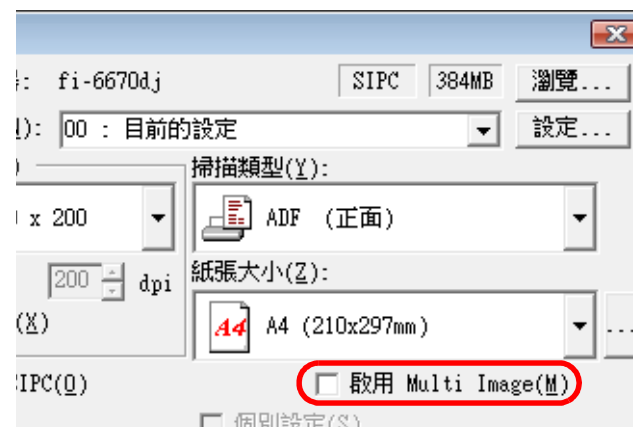 : fi-6670dj SIPC 384MB 瀏覽...
): 00 : 目前的設定 設定...
) 掃描類型(Y):
x 200 ADF (正面)
200 dpi 紙張大小(Z):
(X) A4 A4 (210x297mm) ...
SIPC(Q) 啟用 Multi Image(M)
個別設定(S)